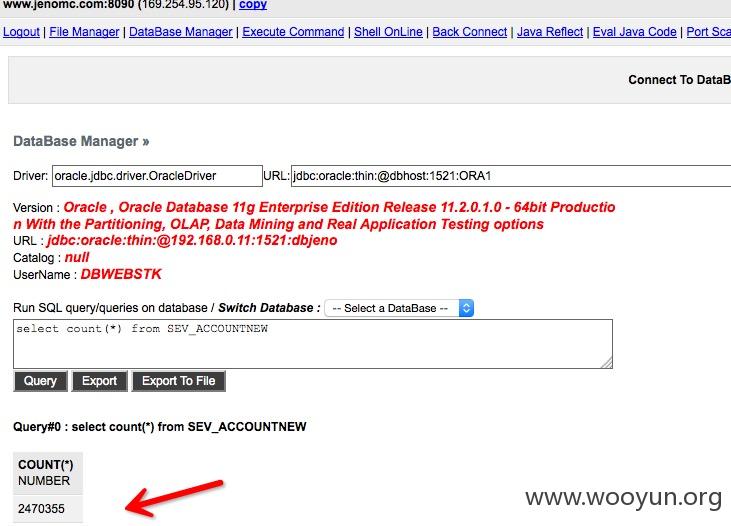 www.jenomc.com:8090 (169.254.95.120) | copy
Logout | File Manager | DataBase Manager | Execute Command | Shell OnLine | Back Connect | Java Reflect | Eval Java Code | Port Sca
Connect To DataB
DataBase Manager »
Driver: oracle.jdbc.driver.OracleDriver URL: jdbc:oracle:thin:@dbhost:1521:ORA1
Version : Oracle , Oracle Database 11g Enterprise Edition Release 11.2.0.1.0 - 64bit Productio
n With the Partitioning, OLAP, Data Mining and Real Application Testing options
URL : jdbc:oracle:thin:@192.168.0.11:1521:dbjeno
Catalog : null
UserName : DBWEBSTK
Run SQL query/queries on database / Switch Database : -- Select a DataBase --
select count(*) from SEV_ACCOUNTNEW
Query Export Export To File
Query#0 : select count(*) from SEV_ACCOUNTNEW
COUNT(*)
NUMBER
2470355
www.wooyun.org